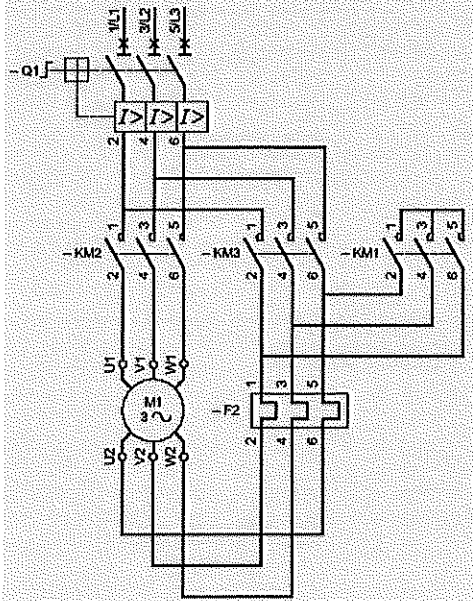 1/L1 3/L2 5/L3
– Q1
I> I> I>
2 4 6
1 3 5
1 3 5
1 3 5
– KM2
– KM3
– KM1
2 4 6
2 4 6
2 4 6
U1 V1 W1
M1
3 ~
1 3 5
– F2
2 4 6
U2 V2 W2